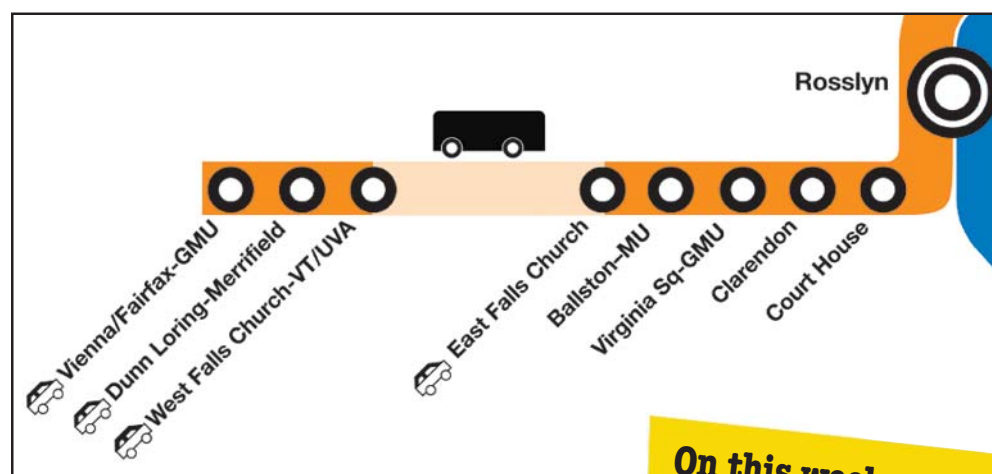 Rosslyn
Vienna/Fairfax-GMU
Dunn Loring-Merrifield
West Falls Church-VT/UVA
East Falls Church
Ballston–MU
Virginia Sq-GMU
Clarendon
Court House
On this